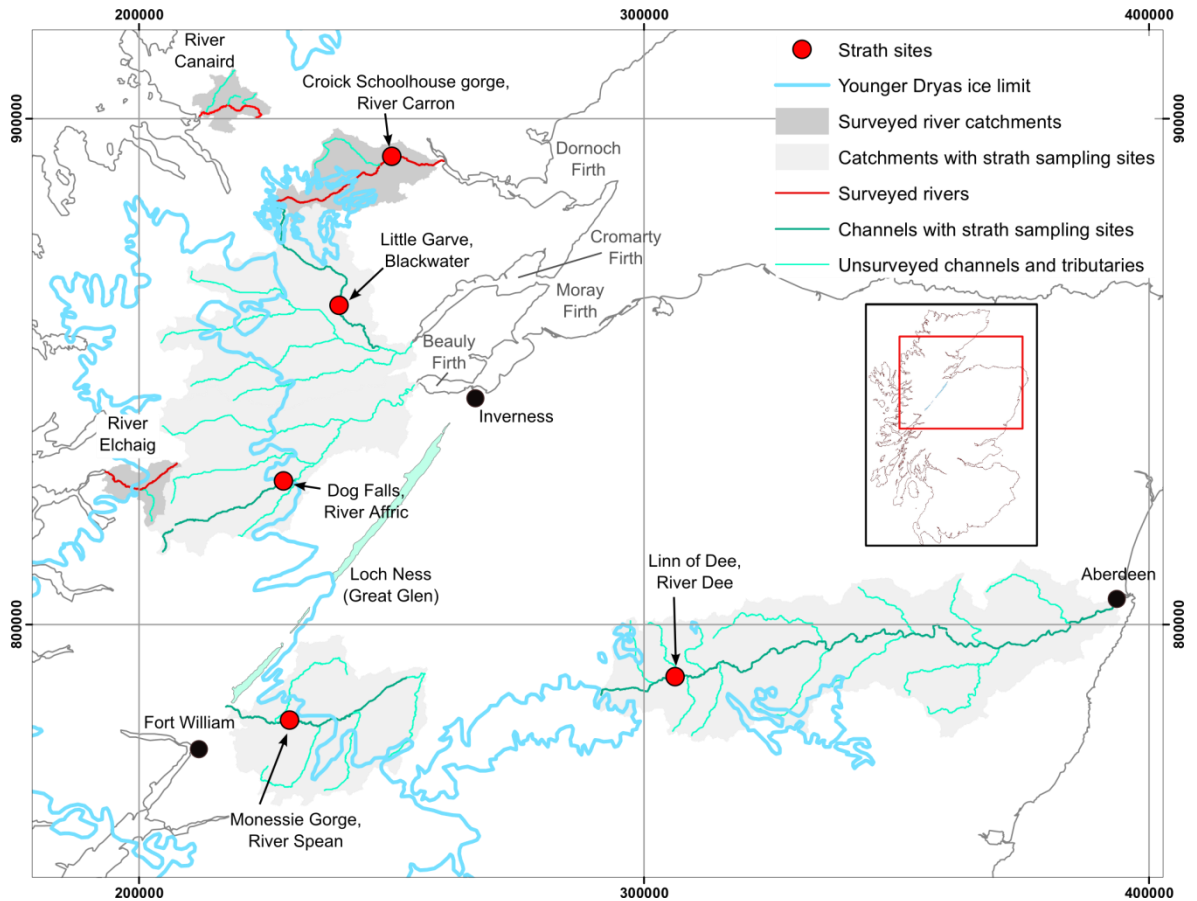 200000
300000
400000
River
Canaird
Croick Schoolhouse gorge,
River Carron
Strath sites
Younger Dryas ice limit
Surveyed river catchments
Catchments with strath sampling sites
Surveyed rivers
Channels with strath sampling sites
Unsurveyed channels and tributaries
900000
900000
Dornoch
Firth
Little Garve,
Blackwater
Cromarty
Firth
Moray
Firth
Beauly
Firth
Inverness
River
Elchaig
Dog Falls,
River Affric
Loch Ness
(Great Glen)
Linn of Dee,
River Dee
Aberdeen
800000
800000
Fort William
Monessie Gorge,
River Spean
200000
300000
400000